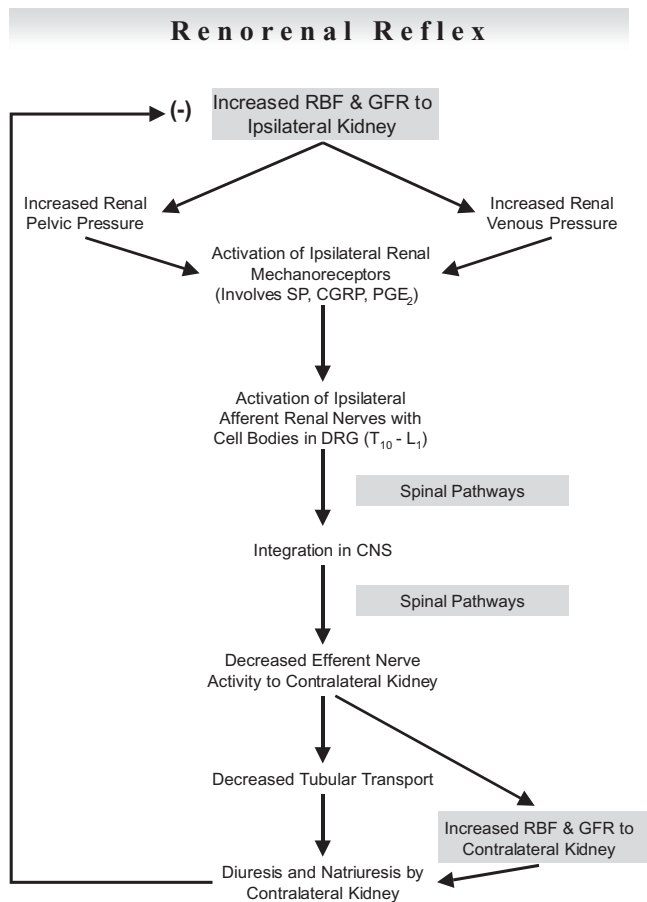 Renorenal Reflex
(-)
Increased RBF & GFR to
Ipsilateral Kidney
Increased Renal
Pelvic Pressure
Increased Renal
Venous Pressure
Activation of Ipsilateral Renal
Mechanoreceptors
(Involves SP, CGRP, PGE2)
Activation of Ipsilateral
Afferent Renal Nerves with
Cell Bodies in DRG (T10 - L1)
Spinal Pathways
Integration in CNS
Spinal Pathways
Decreased Efferent Nerve
Activity to Contralateral Kidney
Decreased Tubular Transport
Increased RBF & GFR to
Contralateral Kidney
Diuresis and Natriuresis by
Contralateral Kidney